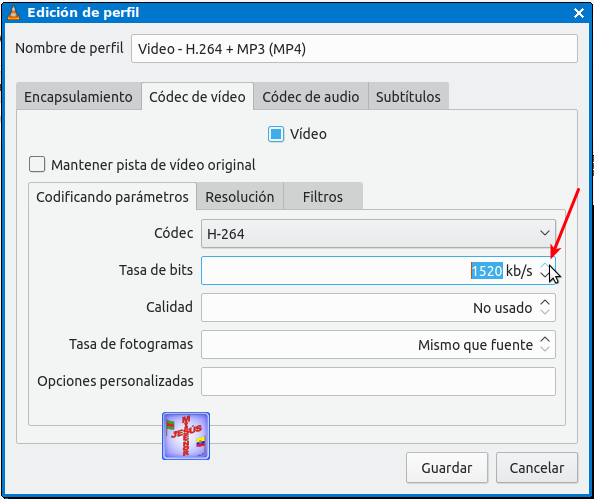 Edición de perfil
Nombre de perfil Video - H.264 + MP3 (MP4)
Encapsulamiento Códec de vídeo Códec de audio Subtítulos
Vídeo
Mantener pista de vídeo original
Codificando parámetros Resolución Filtros
Códec H-264
Tasa de bits 1520 kb/s
Calidad No usado
Tasa de fotogramas Mismo que fuente
Opciones personalizadas
JESÚS
Guardar Cancelar